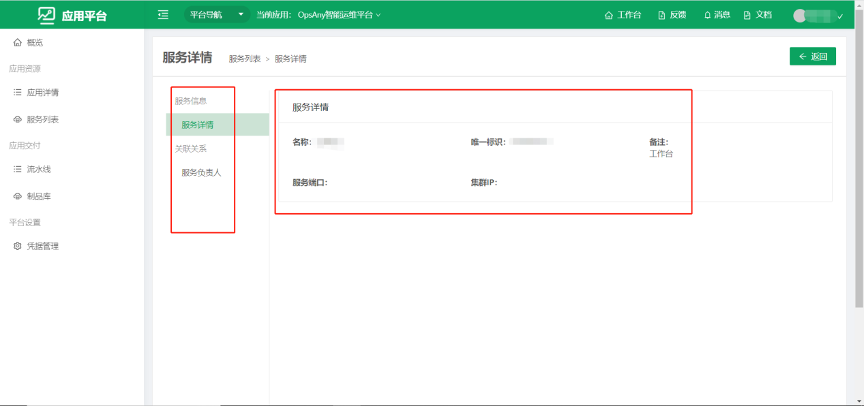 应用平台
平台导航
当前应用: OpsAny智能运维平台
工作台
反馈
消息
文档
概览
应用资源
应用详情
服务列表
应用交付
流水线
制品库
平台设置
凭据管理
服务详情
服务列表 > 服务详情
← 返回
服务信息
服务详情
关联关系
服务负责人
服务详情
名称:
唯一标识:
备注:
工作台
服务端口:
集群IP: